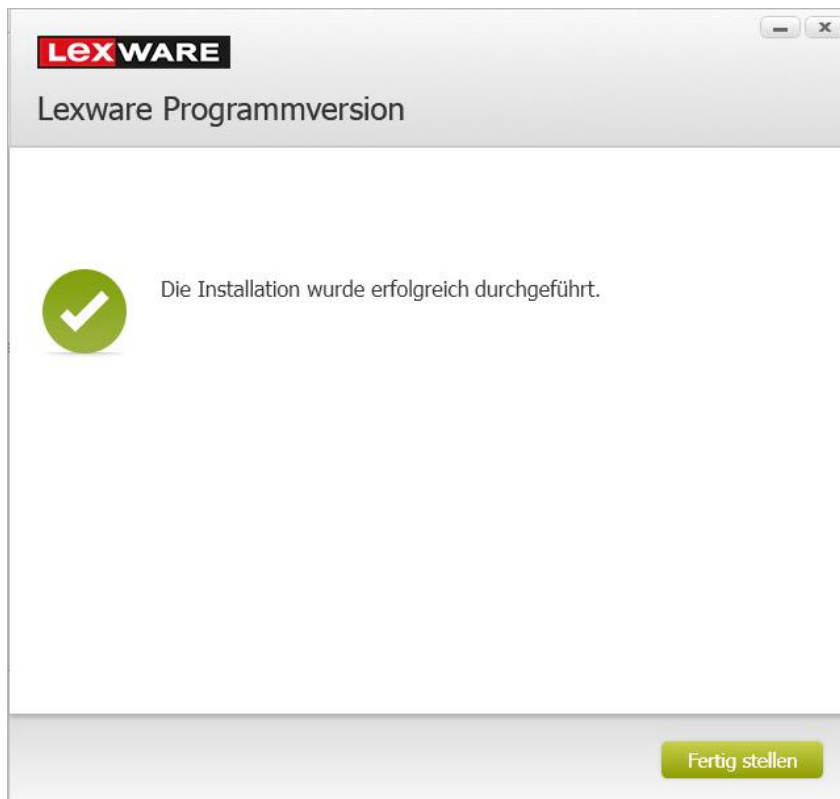 LEXWARE
Lexware Programmversion
Die Installation wurde erfolgreich durchgeführt.
Fertig stellen